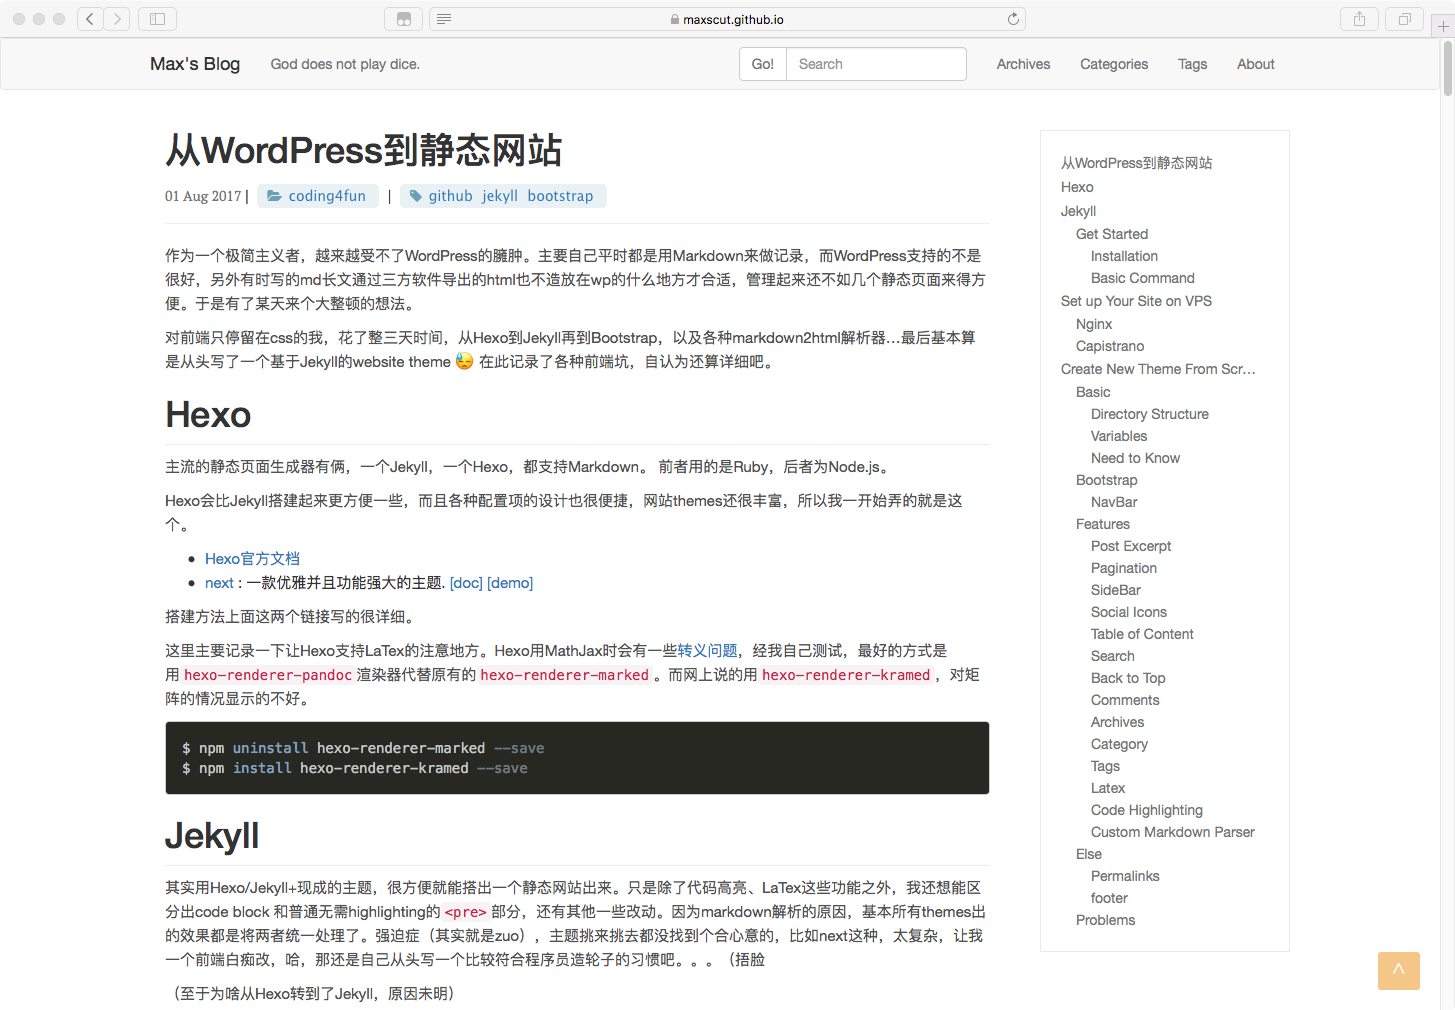 maxscut.github.io
Max's Blog God does not play dice. Go! Search Archives Categories Tags About
从WordPress到静态网站
01 Aug 2017 | coding4fun | github jekyll bootstrap
作为一个极简主义者，越来越受不了WordPress的臃肿。主要自己平时都是用Markdown来做记录，而WordPress支持的不是
很好，另外有时写的md长文通过三方软件导出的html也不造放在wp的什么地方才合适，管理起来还不如几个静态页面来得方
便。于是有了某天来个大整顿的想法。
对前端只停留在css的我，花了整三天时间，从Hexo到Jekyll再到Bootstrap，以及各种markdown2html解析器…最后基本算
是从头写了一个基于Jekyll的website theme 😓 在此记录了各种前端坑，自认为还算详细吧。
Hexo
主流的静态页面生成器有俩，一个Jekyll，一个Hexo，都支持Markdown。 前者用的是Ruby，后者为Node.js。
Hexo会比Jekyll搭建起来更方便一些，而且各种配置项的设计也很便捷，网站themes还很丰富，所以我一开始弄的就是这
个。
• Hexo官方文档
• next : 一款优雅并且功能强大的主题. [doc] [demo]
搭建方法上面这两个链接写的很详细。
这里主要记录一下让Hexo支持LaTex的注意地方。Hexo用MathJax时会有一些转义问题，经我自己测试，最好的方式是
用 hexo-renderer-pandoc 渲染器代替原有的 hexo-renderer-marked 。而网上说的用 hexo-renderer-kramed ，对矩
阵的情况显示的不好。
$ npm uninstall hexo-renderer-marked --save
$ npm install hexo-renderer-kramed --save
Jekyll
其实用Hexo/Jekyll+现成的主题，很方便就能搭出一个静态网站出来。只是除了代码高亮、LaTex这些功能之外，我还想能区
分出code block 和普通无需highlighting的 <pre> 部分，还有其他一些改动。因为markdown解析的原因，基本所有themes出
的效果都是将两者统一处理了。强迫症（其实就是zuo），主题挑来挑去都没找到个合心意的，比如next这种，太复杂，让我
一个前端白痴改，哈，那还是自己从头写一个比较符合程序员造轮子的习惯吧。。。（捂脸
（至于为啥从Hexo转到了Jekyll，原因未明）
从WordPress到静态网站
Hexo
Jekyll
Get Started
Installation
Basic Command
Set up Your Site on VPS
Nginx
Capistrano
Create New Theme From Scr…
Basic
Directory Structure
Variables
Need to Know
Bootstrap
NavBar
Features
Post Excerpt
Pagination
SideBar
Social Icons
Table of Content
Search
Back to Top
Comments
Archives
Category
Tags
Latex
Code Highlighting
Custom Markdown Parser
Else
Permalinks
footer
Problems